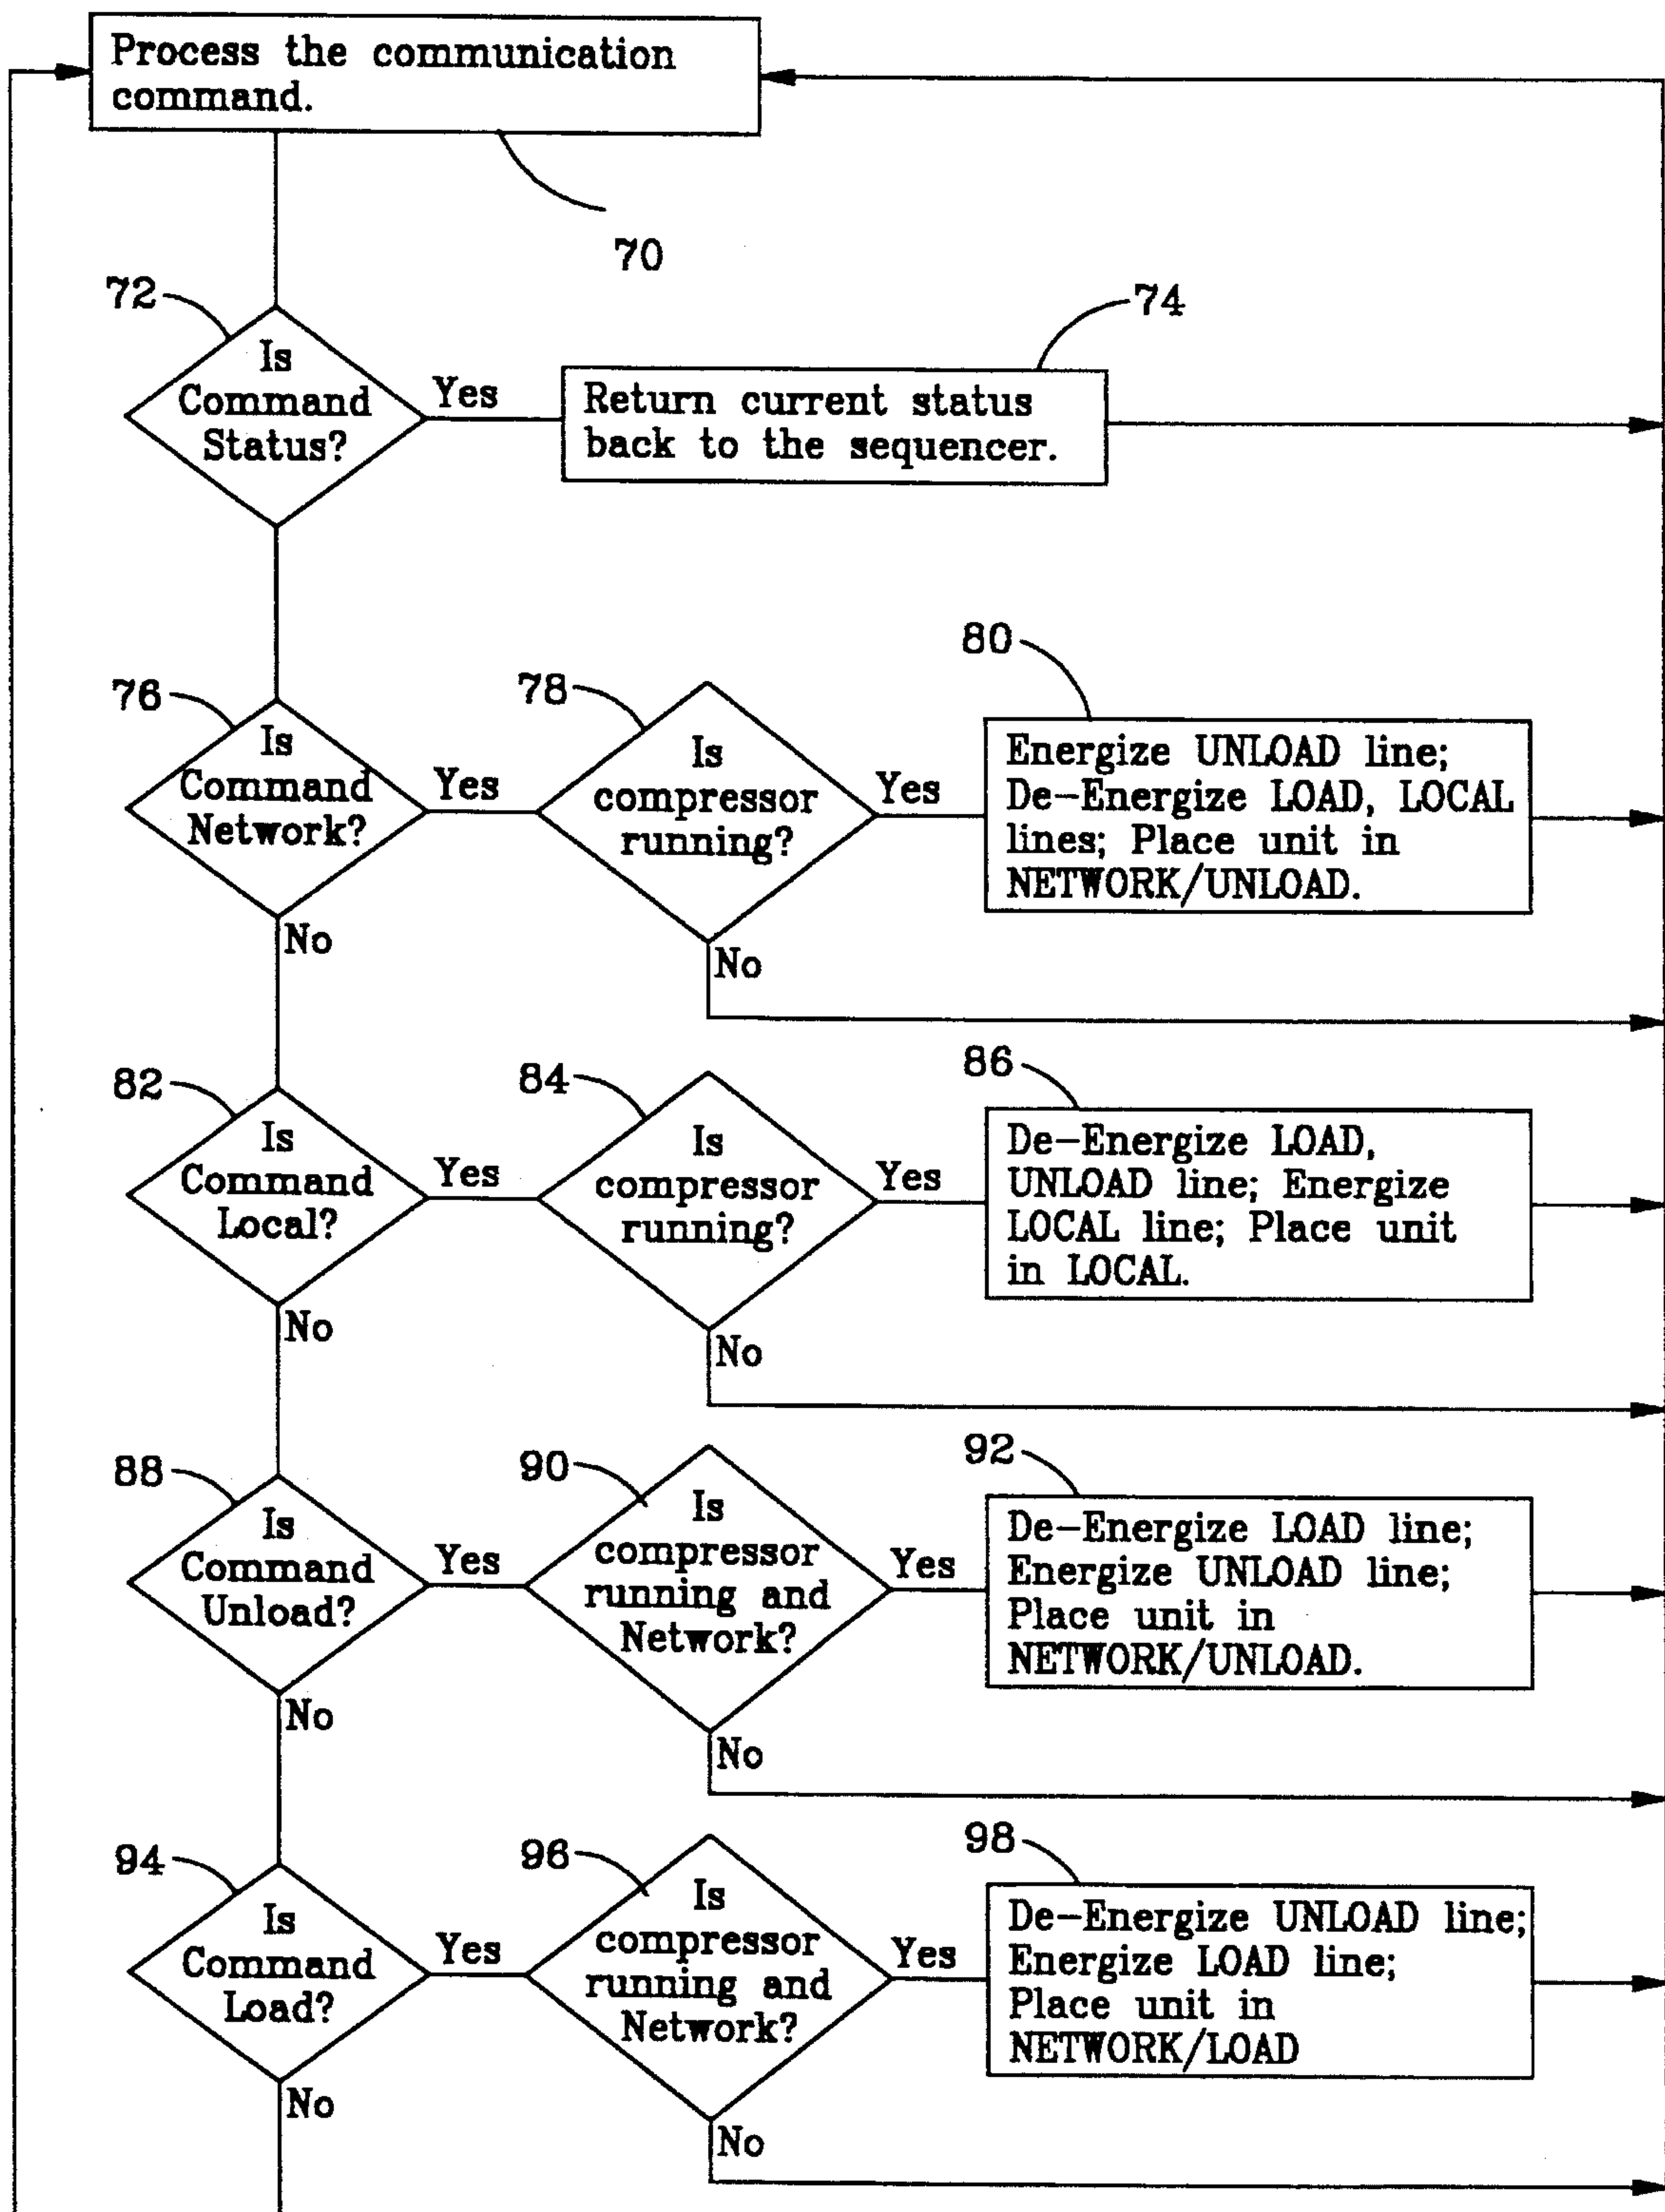 Process the communication
command.
70
72
Is
Command
Status?
Yes
74
Return current status
back to the sequencer.
76
Is
Command
Network?
Yes
No
78
Is
compressor
running?
Yes
No
80
Energize UNLOAD line;
De-Energize LOAD, LOCAL
lines; Place unit in
NETWORK/UNLOAD.
82
Is
Command
Local?
Yes
No
84
Is
compressor
running?
Yes
No
86
De-Energize LOAD,
UNLOAD line; Energize
LOCAL line; Place unit
in LOCAL.
88
Is
Command
Unload?
Yes
No
90
Is
compressor
running and
Network?
Yes
No
92
De-Energize LOAD line;
Energize UNLOAD line;
Place unit in
NETWORK/UNLOAD.
94
Is
Command
Load?
Yes
No
96
Is
compressor
running and
Network?
Yes
No
98
De-Energize UNLOAD line;
Energize LOAD line;
Place unit in
NETWORK/LOAD